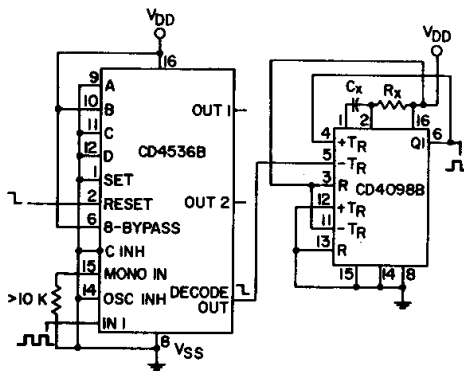 VDD
16
9 A
10 B
11 C
12 D
1 SET
2 RESET
6 8-BYPASS
C INH
15 MONO IN
14 OSC INH
IN 1
>10 K
CD4536B
OUT 1
OUT 2
DECODE
OUT
8 VSS
VDD
CX
RX
1
2
16
4 +TR
5 -TR
3 R
12 +TR
11 -TR
13 R
Q1 6
CD4098B
15
14
8